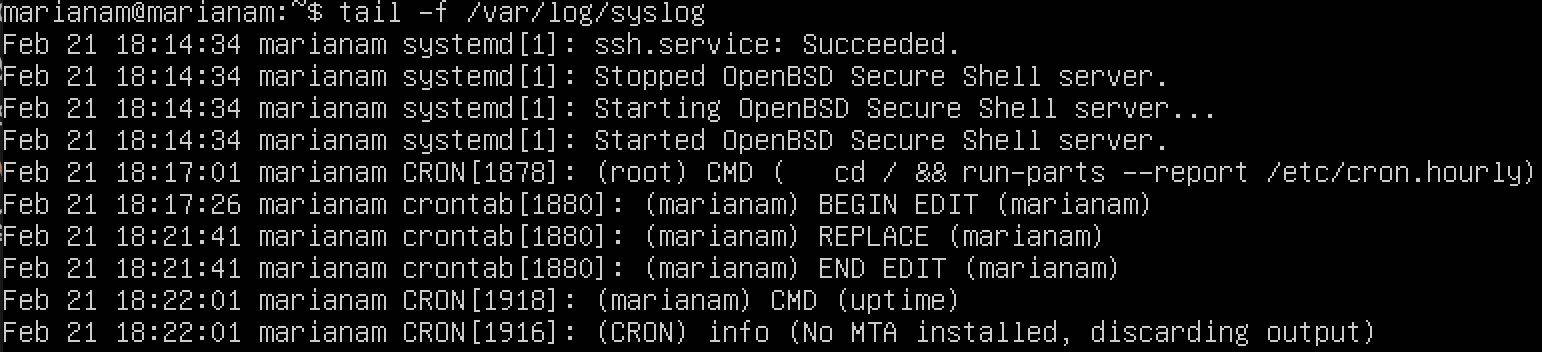 marianam@marianam:~$ tail -f /var/log/syslog
Feb 21 18:14:34 marianam systemd[1]: ssh.service: Succeeded.
Feb 21 18:14:34 marianam systemd[1]: Stopped OpenBSD Secure Shell server.
Feb 21 18:14:34 marianam systemd[1]: Starting OpenBSD Secure Shell server...
Feb 21 18:14:34 marianam systemd[1]: Started OpenBSD Secure Shell server.
Feb 21 18:17:01 marianam CRON[1878]: (root) CMD (   cd / && run-parts --report /etc/cron.hourly)
Feb 21 18:17:26 marianam crontab[1880]: (marianam) BEGIN EDIT (marianam)
Feb 21 18:21:41 marianam crontab[1880]: (marianam) REPLACE (marianam)
Feb 21 18:21:41 marianam crontab[1880]: (marianam) END EDIT (marianam)
Feb 21 18:22:01 marianam CRON[1918]: (marianam) CMD (uptime)
Feb 21 18:22:01 marianam CRON[1916]: (CRON) info (No MTA installed, discarding output)